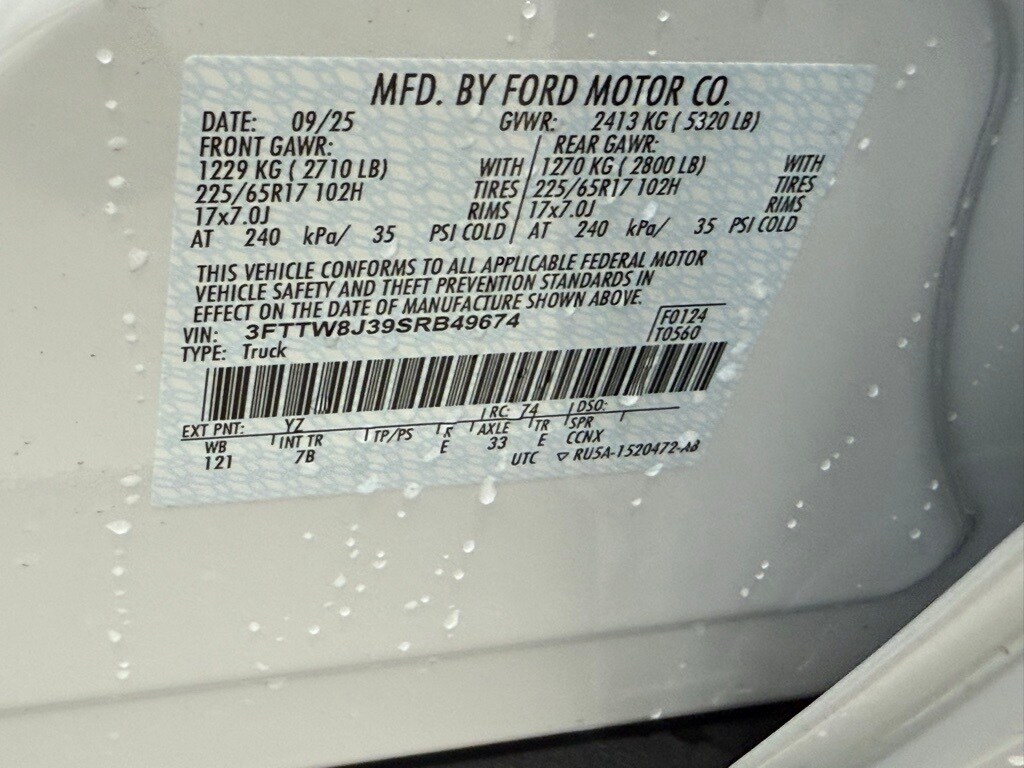 MFD. BY FORD MOTOR CO.
DATE: 09/25 GVWR: 2413 KG ( 5320 LB)
FRONT GAWR: REAR GAWR:
1229 KG ( 2710 LB) WITH 1270 KG ( 2800 LB) WITH
225/65R17 102H TIRES 225/65R17 102H TIRES
17x7.0J RIMS 17x7.0J RIMS
AT 240 kPa/ 35 PSI COLD AT 240 kPa/ 35 PSI COLD
THIS VEHICLE CONFORMS TO ALL APPLICABLE FEDERAL MOTOR
VEHICLE SAFETY AND THEFT PREVENTION STANDARDS IN
EFFECT ON THE DATE OF MANUFACTURE SHOWN ABOVE.
VIN: 3FTTW8J39SRB49674 F0124
TYPE: Truck T0560
EXT PNT: YZ RC: 74 DSO:
WB INT TR TP/PS R AXLE TR SPR
121 7B E 33 E CCNX
UTC ▽ RU5A-1520472-AB